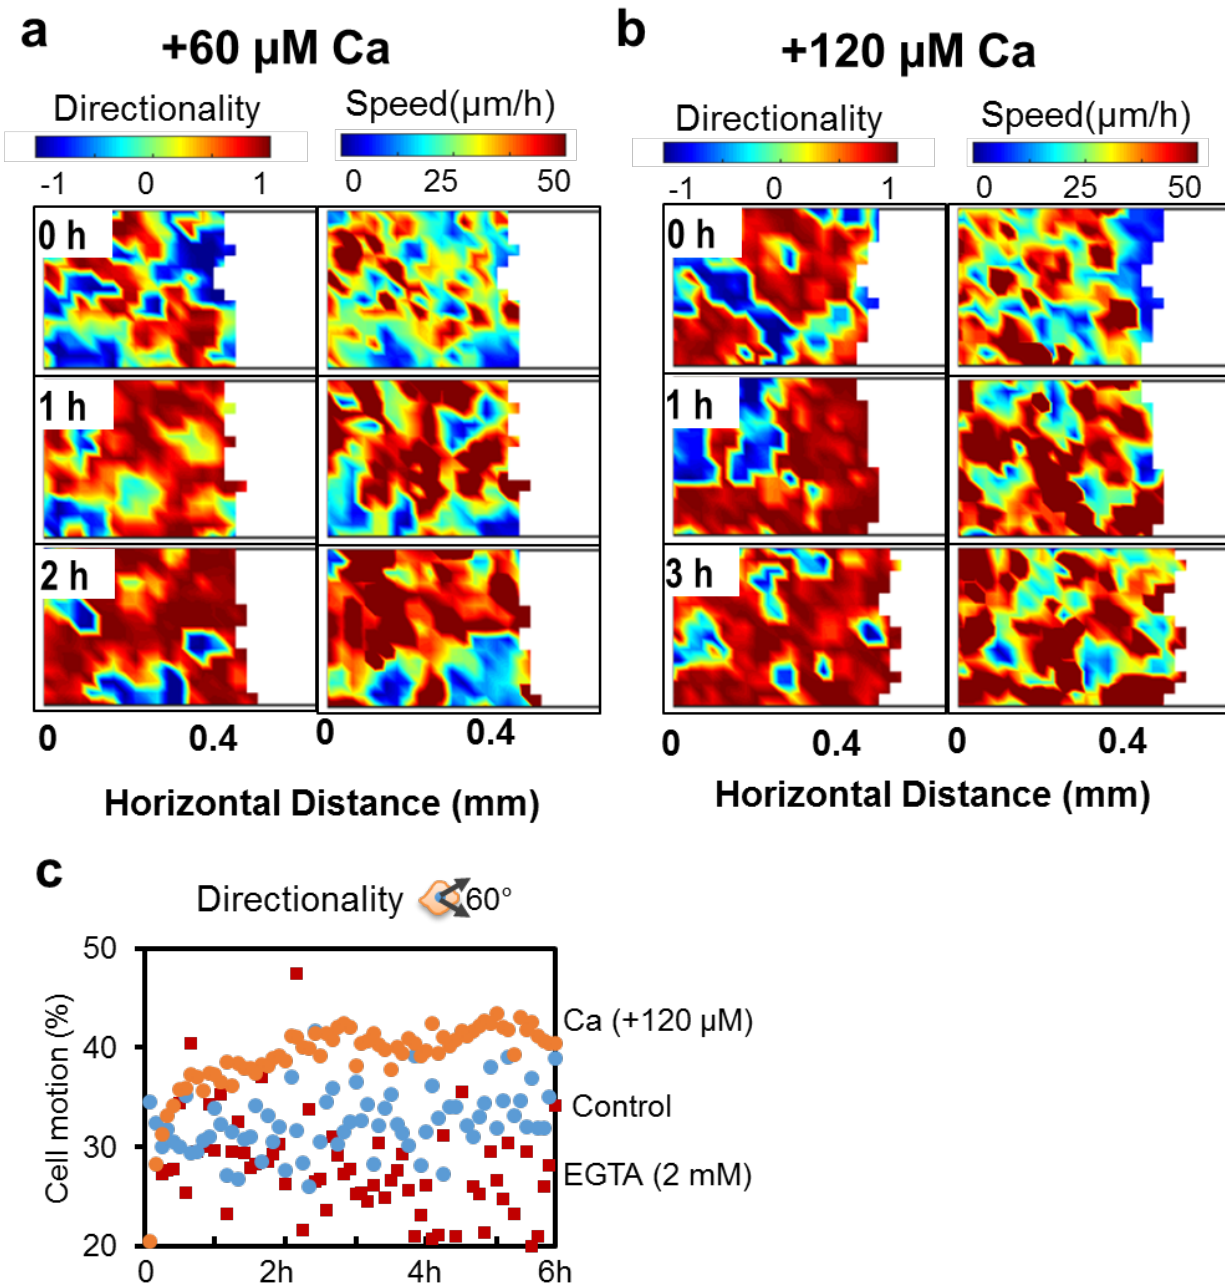 a
+60 µM Ca
Directionality
Speed(µm/h)
-1 0 1
0 25 50
0 h
1 h
2 h
0 0.4
0 0.4
Horizontal Distance (mm)
b
+120 µM Ca
Directionality
Speed(µm/h)
-1 0 1
0 25 50
0 h
1 h
3 h
0 0.4
0 0.4
Horizontal Distance (mm)
c
Directionality 60°
Cell motion (%)
50
40
30
20
0 2h 4h 6h
Ca (+120 µM)
Control
EGTA (2 mM)